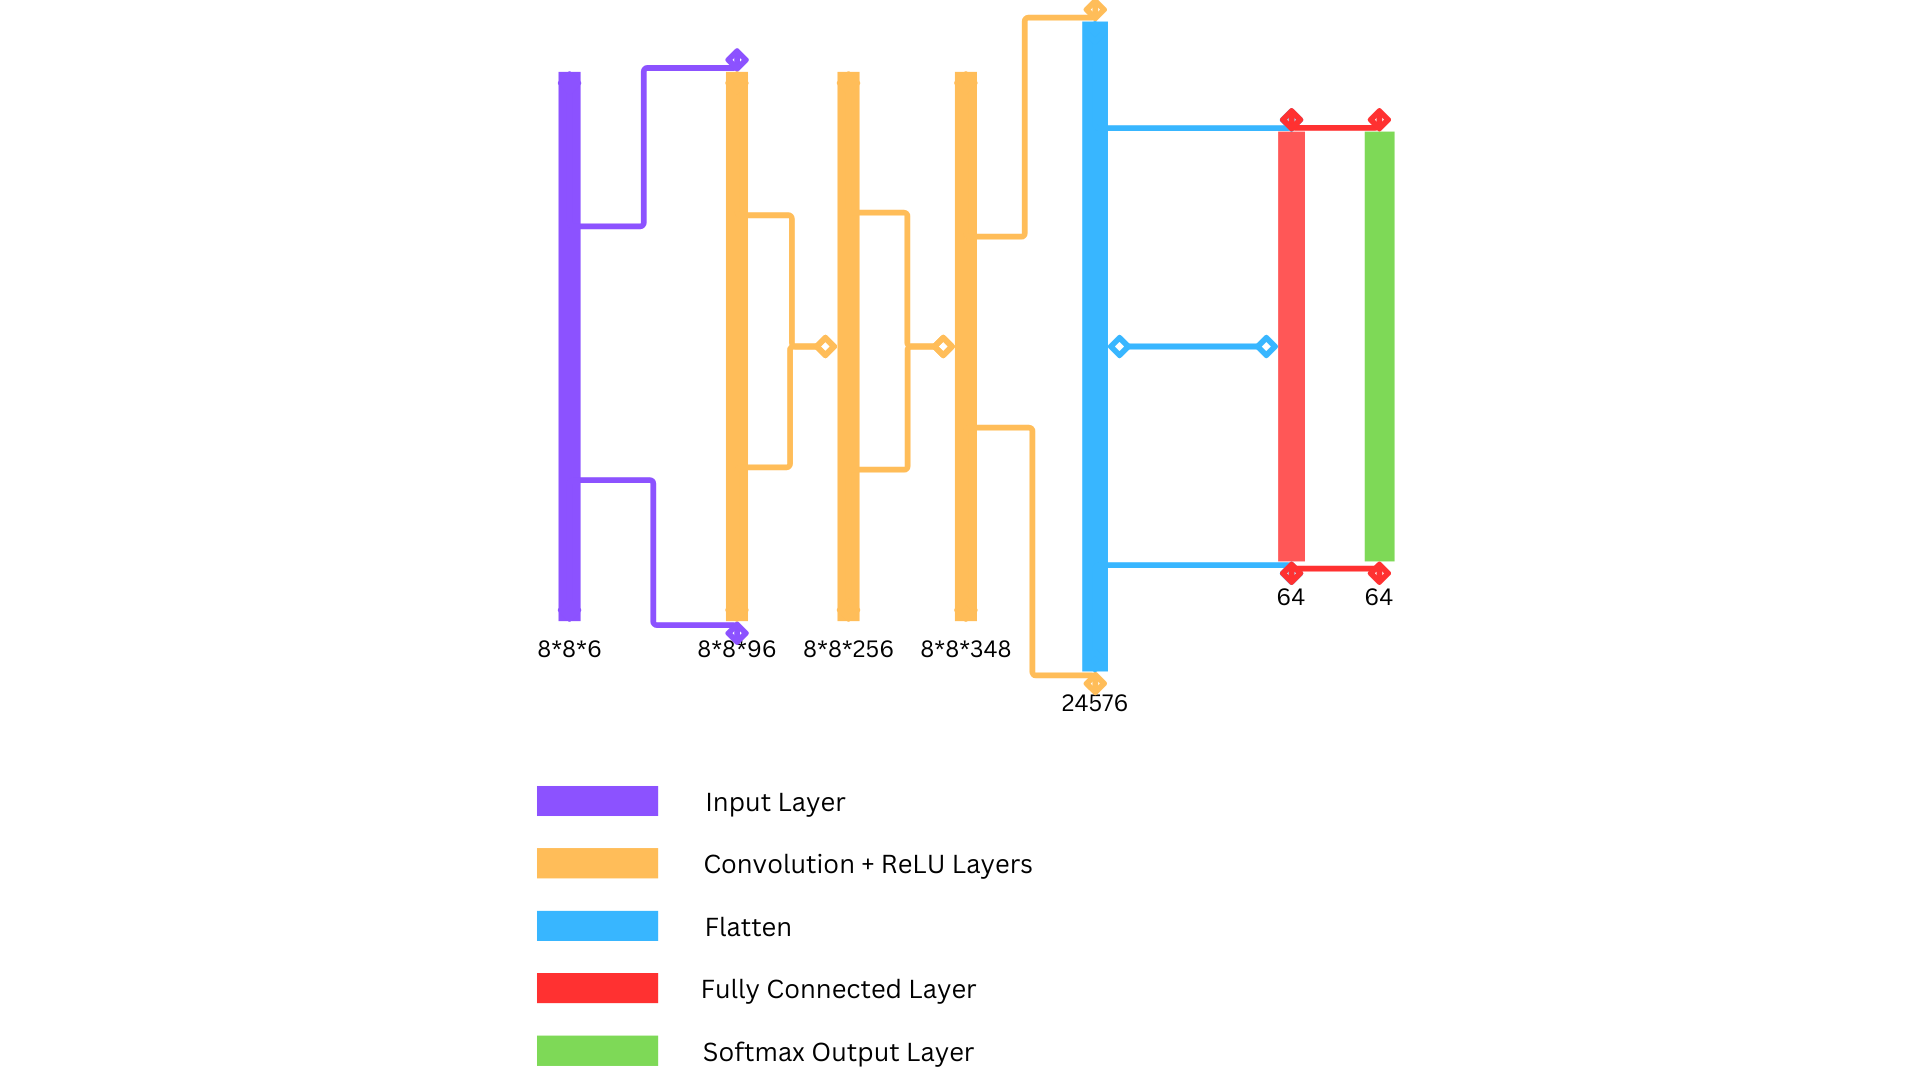 64
64
8*8*6
8*8*96
8*8*256
8*8*348
24576
Input Layer
Convolution + ReLU Layers
Flatten
Fully Connected Layer
Softmax Output Layer